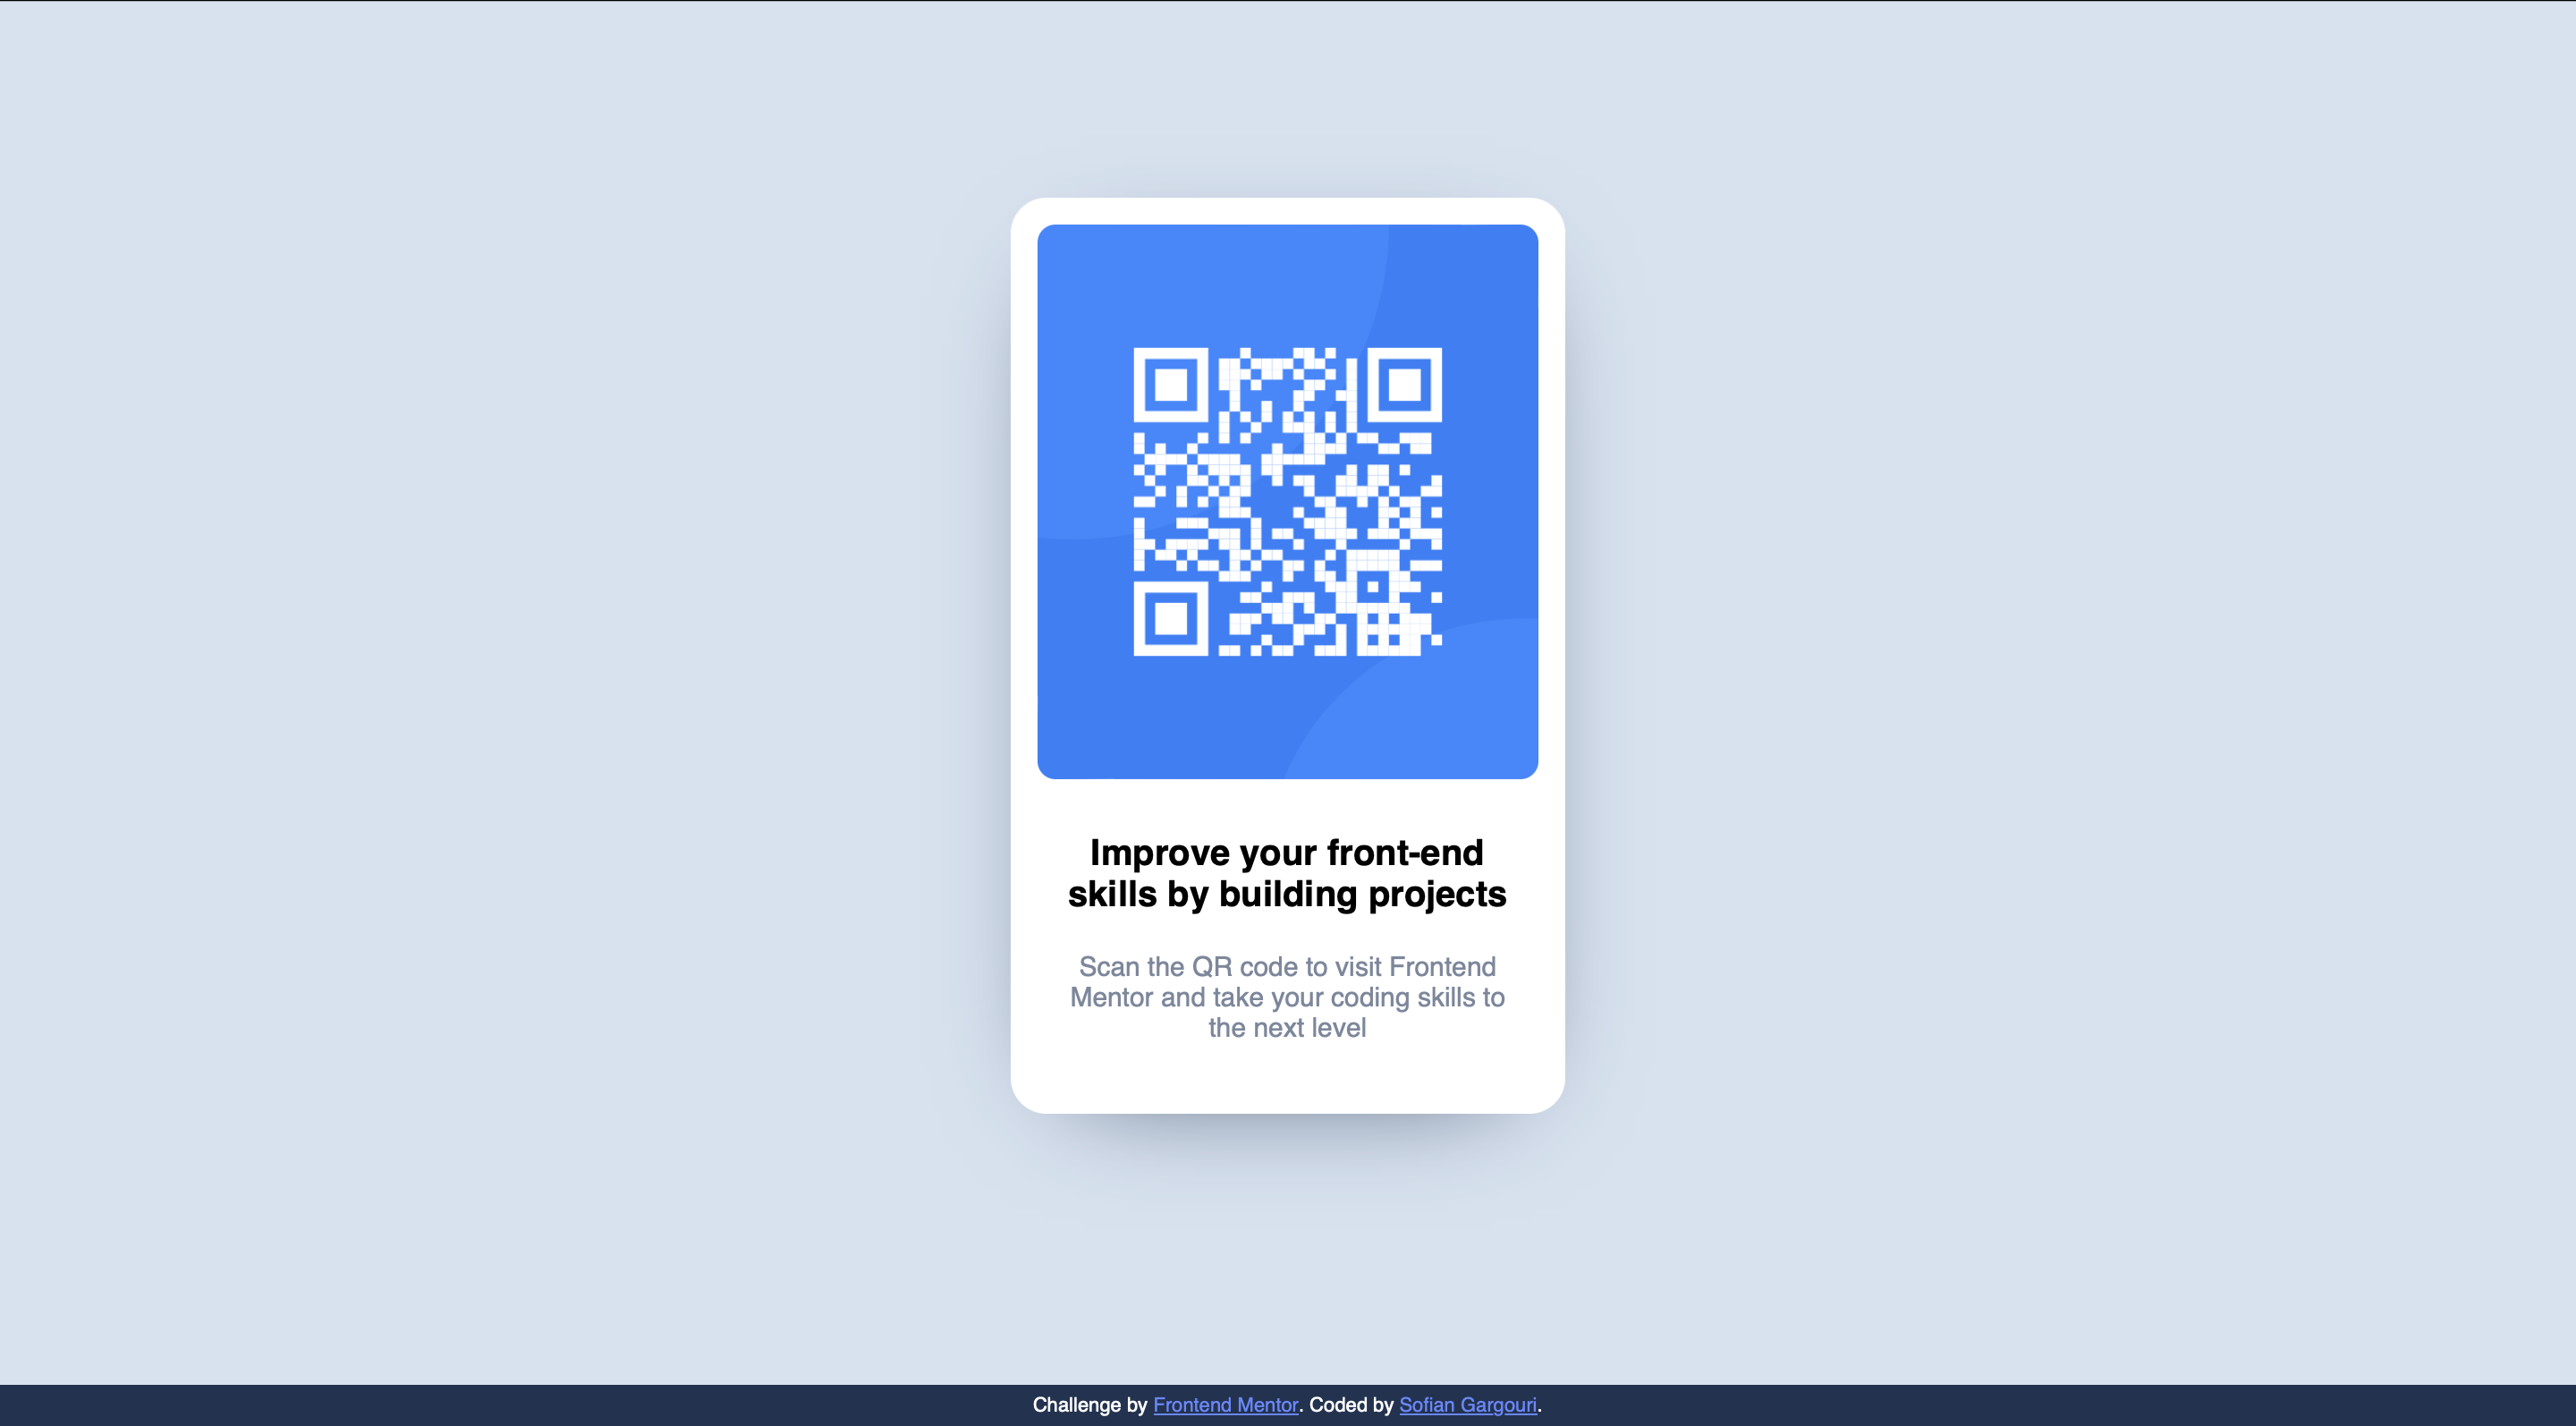 Improve your front-end
skills by building projects
Scan the QR code to visit Frontend
Mentor and take your coding skills to
the next level
Challenge by Frontend Mentor. Coded by Sofian Gargouri.